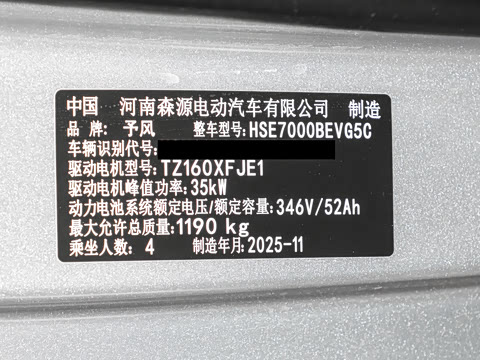 中国 河南森源电动汽车有限公司 制造
品 牌: 予风 整车型号:HSE7000BEVG5C
车辆识别代号:
驱动电机型号:TZ160XFJE1
驱动电机峰值功率:35kW
动力电池系统额定电压/额定容量:346V/52Ah
最大允许总质量:1190 kg
乘坐人数: 4 制造年月:2025-11